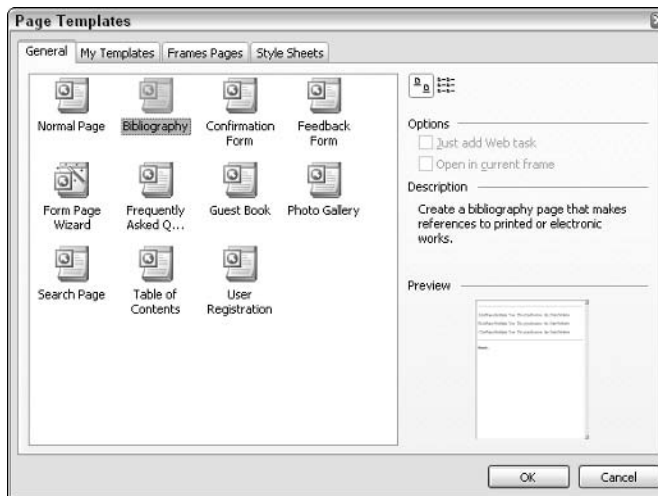 Page Templates
General My Templates Frames Pages Style Sheets
Normal Page Bibliography Confirmation Form Feedback Form
Form Page Wizard Frequently Asked Q... Guest Book Photo Gallery
Search Page Table of Contents User Registration
Options
Just add Web task
Open in current frame
Description
Create a bibliography page that makes
references to printed or electronic
works.
Preview
OK Cancel